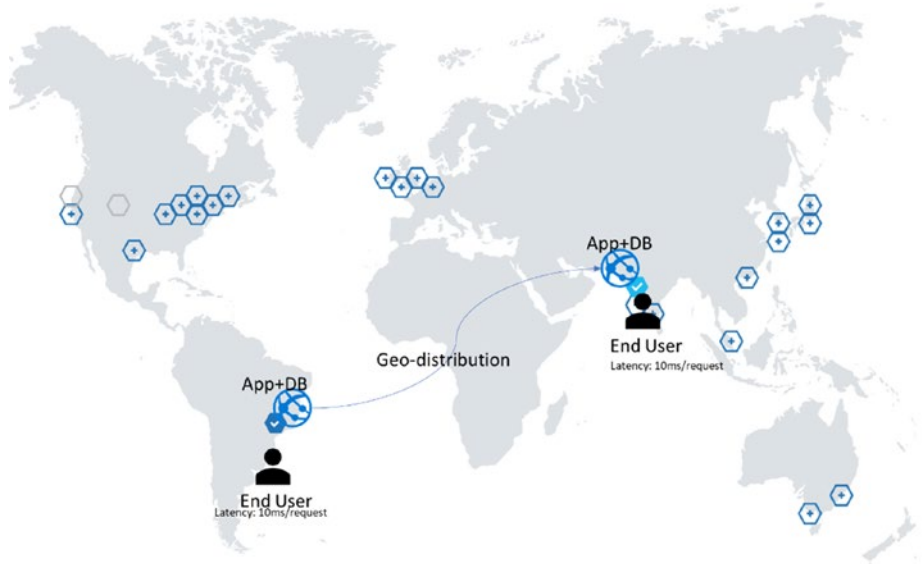 App+DB
End User
Latency: 10ms/request
Geo-distribution
App+DB
End User
Latency: 10ms/request